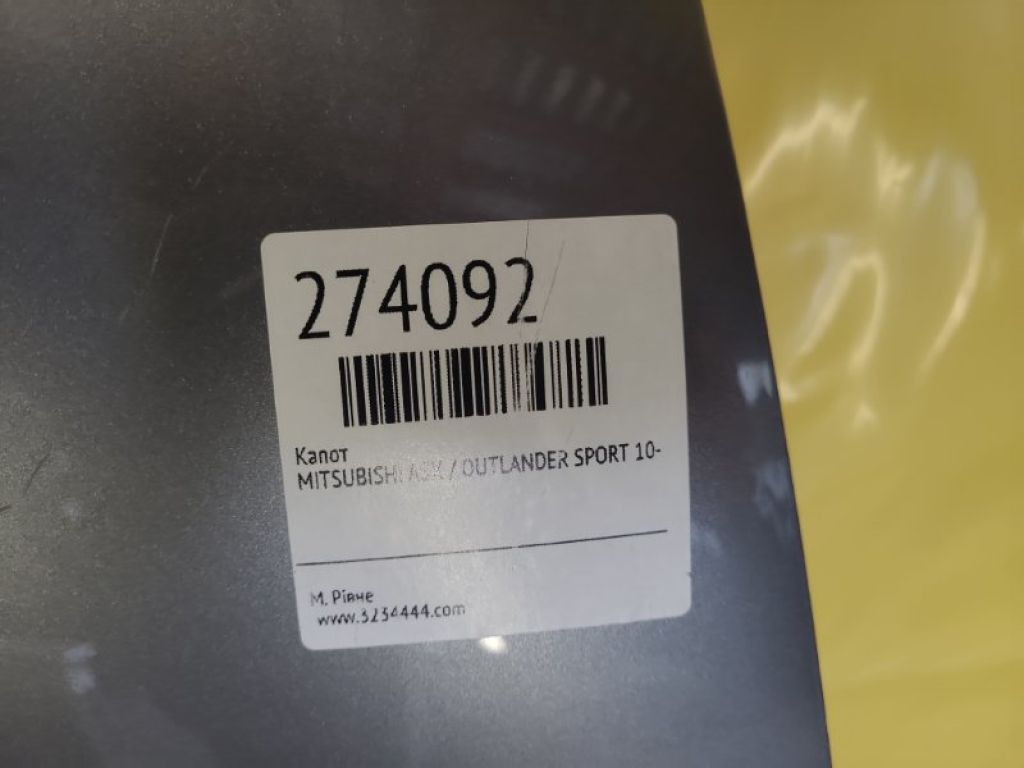 274092
Капот
MITSUBISHI ASX / OUTLANDER SPORT 10-
М. Рівне
www.3234444.com